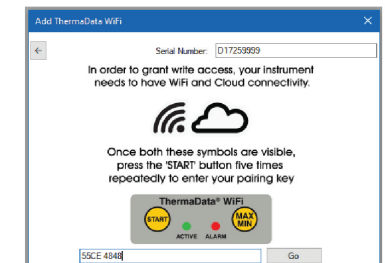 Add ThermaData WiFi
Serial Number: D17259999
In order to grant write access, your instrument
needs to have WiFi and Cloud connectivity.
Once both these symbols are visible,
press the 'START' button five times
repeatedly to enter your pairing key
ThermaData® WiFi
START
MAX
MIN
ACTIVE ALARM
55CE 4848
Go